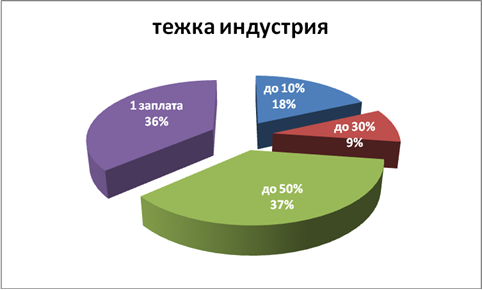 тежка индустрия
до 10%
18%
до 30%
9%
до 50%
37%
1 заплата
36%